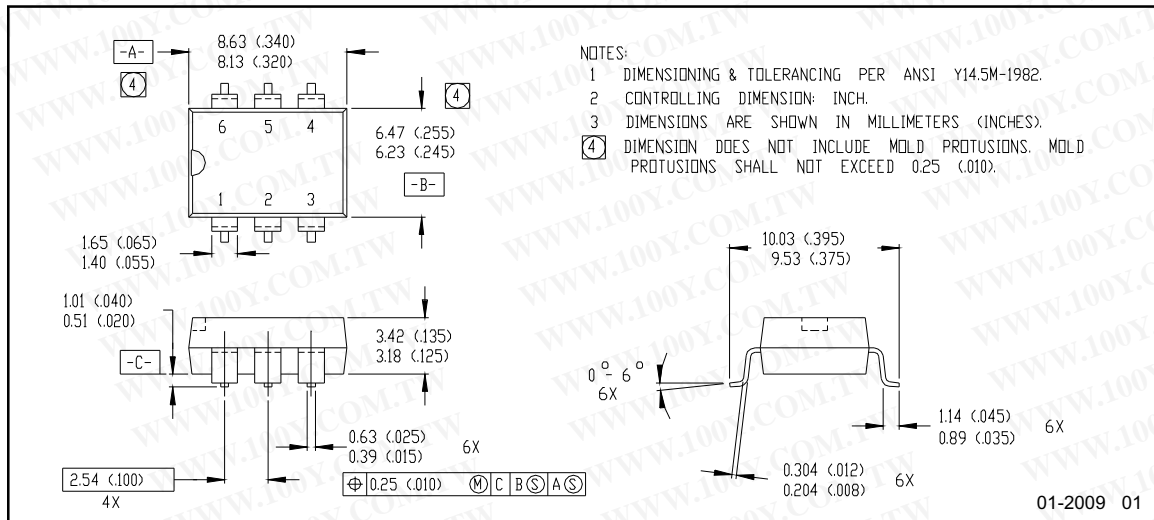 -A-
8.63 (.340)
8.13 (.320)
4
4
6 5 4
1 2 3
6.47 (.255)
6.23 (.245)
-B-
1.65 (.065)
1.40 (.055)
NOTES:
1 DIMENSIONING & TOLERANCING PER ANSI Y14.5M-1982.
2 CONTROLLING DIMENSION: INCH.
3 DIMENSIONS ARE SHOWN IN MILLIMETERS (INCHES).
4 DIMENSION DOES NOT INCLUDE MOLD PROTUSIONS. MOLD
PROTUSIONS SHALL NOT EXCEED 0.25 (.010).
1.01 (.040)
0.51 (.020)
-C-
3.42 (.135)
3.18 (.125)
0.63 (.025)
0.39 (.015)
6X
2.54 (.100)
4X
⌖ 0.25 (.010) Ⓜ C B Ⓢ A Ⓢ
10.03 (.395)
9.53 (.375)
0° - 6°
6X
1.14 (.045)
0.89 (.035)
6X
0.304 (.012)
0.204 (.008)
6X
01-2009 01
WWW.100Y.COM.TW